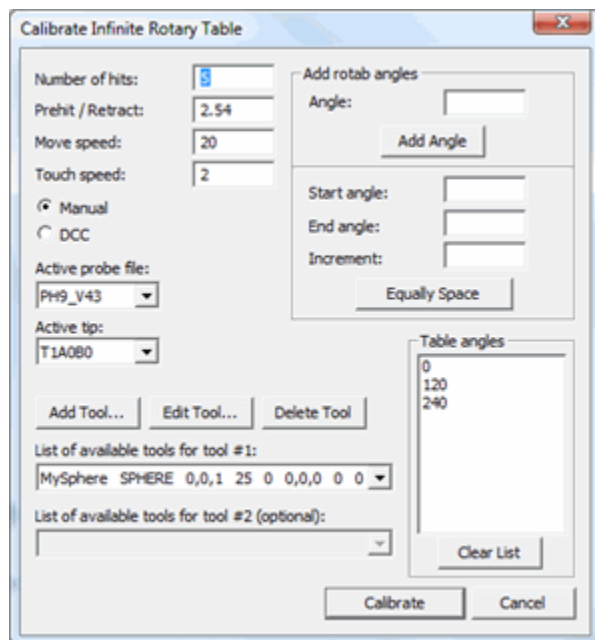 Calibrate Infinite Rotary Table
Number of hits: 5
Prehit / Retract: 2.54
Move speed: 20
Touch speed: 2
Manual
DCC
Active probe file:
PH9_V43
Active tip:
T1A0B0
Add rotab angles
Angle:
Add Angle
Start angle:
End angle:
Increment:
Equally Space
Table angles
0
120
240
Clear List
Add Tool... Edit Tool... Delete Tool
List of available tools for tool #1:
MySphere SPHERE 0,0,1 25 0 0,0,0 0 0
List of available tools for tool #2 (optional):
Calibrate Cancel